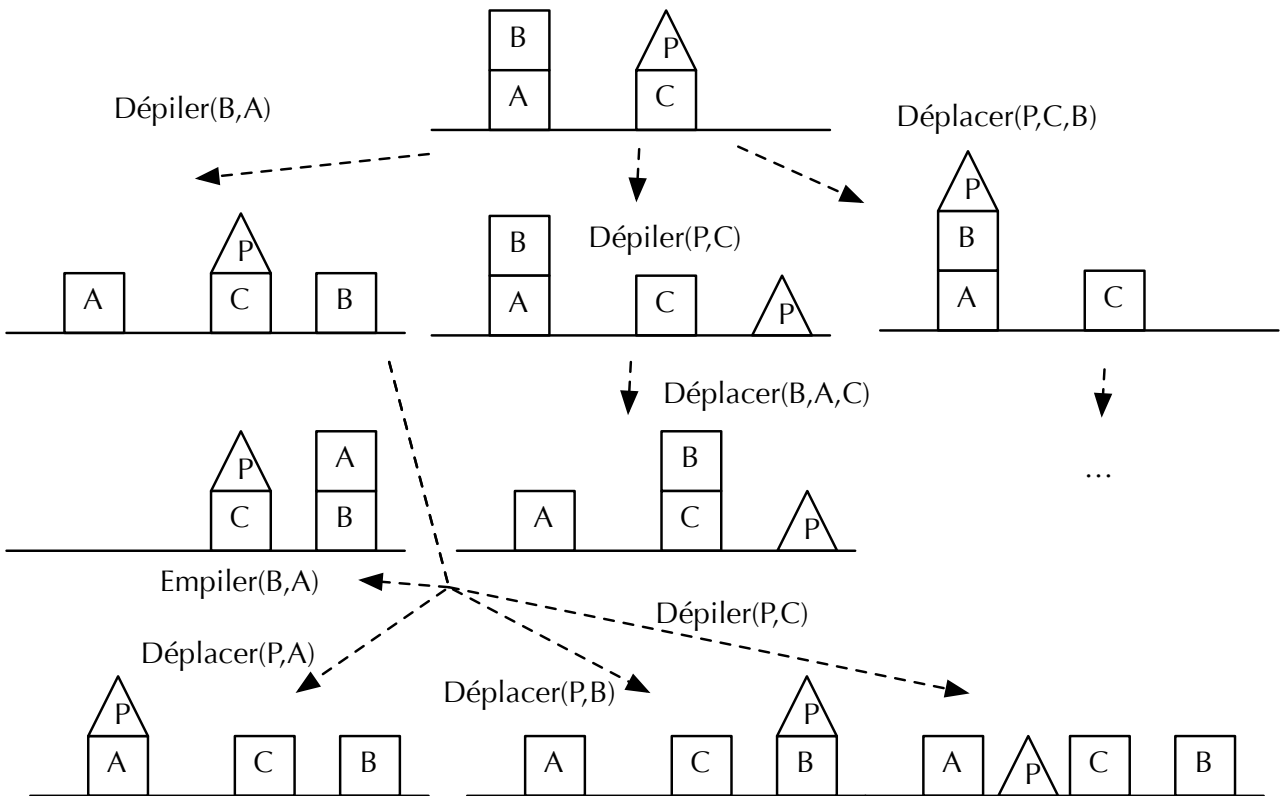 B
P
A
C
Dépiler(B,A)
Déplacer(P,C,B)
P
P
B
Dépiler(P,C)
B
A
C
B
A
C
P
A
C
Déplacer(B,A,C)
P
A
B
...
C
B
A
C
P
Empiler(B,A)
Dépiler(P,C)
Déplacer(P,A)
Déplacer(P,B)
P
P
A
C
B
A
C
B
A
P
C
B